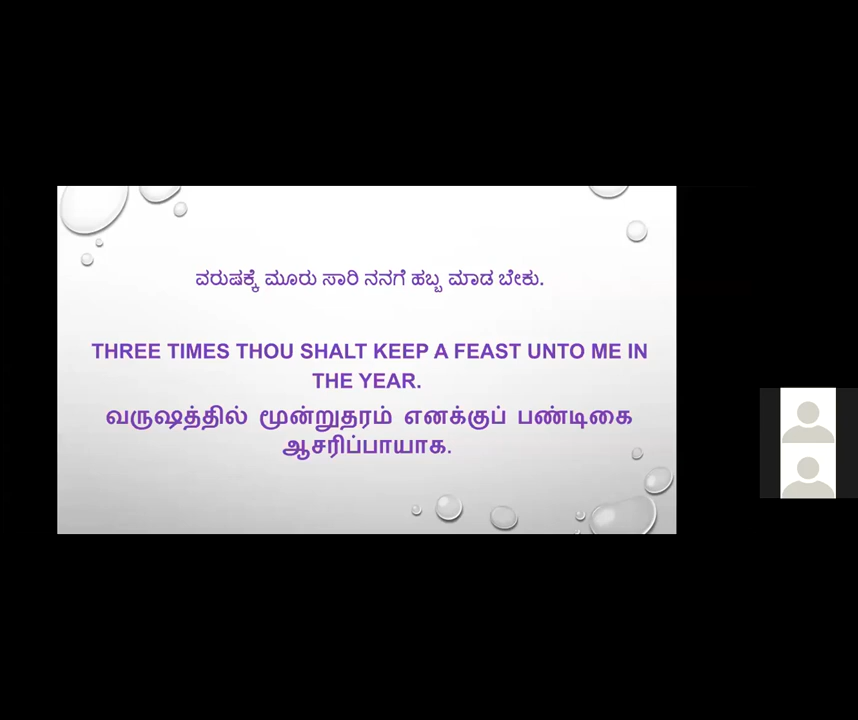 ವರುಷಕ್ಕೆ ಮೂರು ಸಾರಿ ನನಗೆ ಹಬ್ಬ ಮಾಡ ಬೇಕು.
THREE TIMES THOU SHALT KEEP A FEAST UNTO ME IN
THE YEAR.
வருஷத்தில் மூன்றுதரம் எனக்குப் பண்டிகை
ஆசரிப்பாயாக.